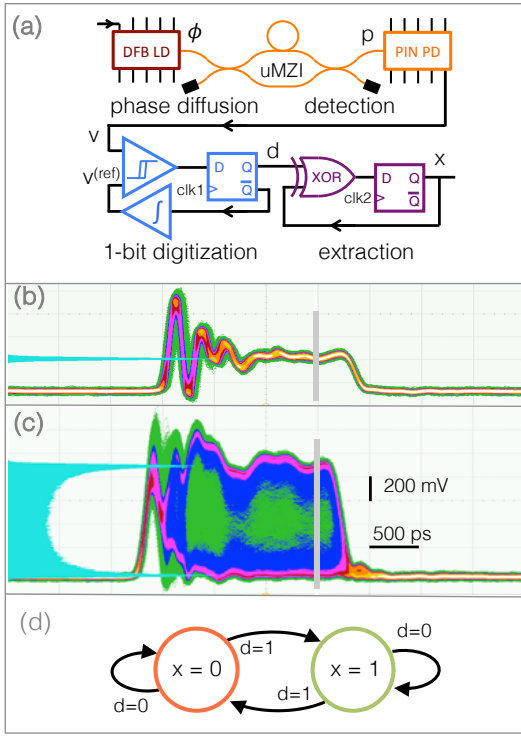 (a)
DFB LD
ϕ
uMZI
p
PIN PD
phase diffusion
detection
v
v(ref)
D Q
Q
clk1
d
XOR
D Q
Q
clk2
x
1-bit digitization
extraction
(b)
(c)
200 mV
500 ps
(d)
d=1
d=0
x = 0
x = 1
d=0
d=1